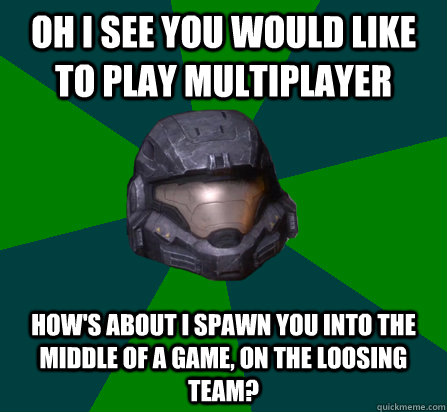 OH I SEE YOU WOULD LIKE
TO PLAY MULTIPLAYER
HOW'S ABOUT I SPAWN YOU INTO THE
MIDDLE OF A GAME, ON THE LOOSING
TEAM?
quickmeme.com